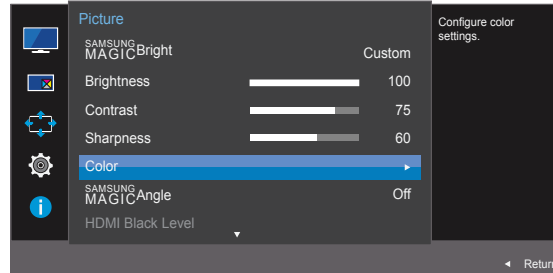 Picture
SAMSUNG
MAGICBright Custom
Brightness 100
Contrast 75
Sharpness 60
Color
SAMSUNG
MAGICAngle Off
HDMI Black Level
Configure color
settings.
Return